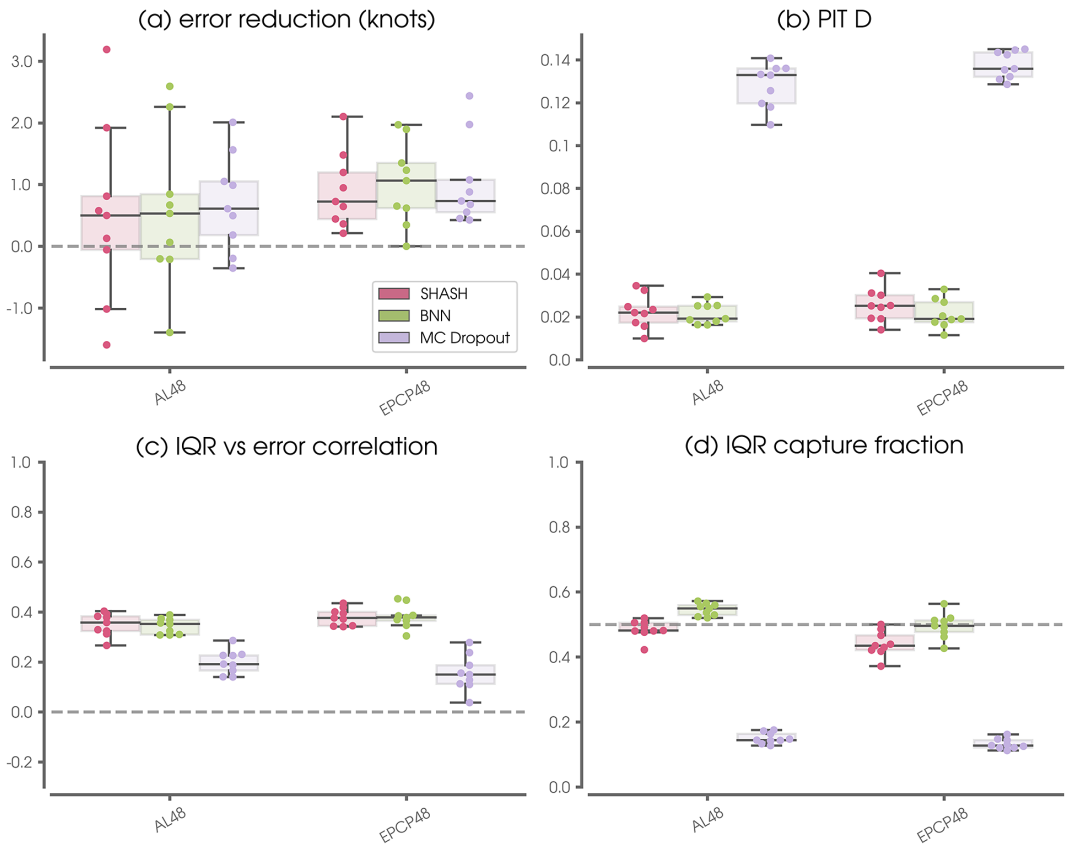 (a) error reduction (knots)
3.0
2.0
1.0
0.0
-1.0
SHASH
BNN
MC Dropout
AL48
EPCP48
(b) PIT D
0.14
0.12
0.1
0.08
0.06
0.04
0.02
0.0
AL48
EPCP48
(c) IQR vs error correlation
1.0
0.8
0.6
0.4
0.2
0.0
-0.2
AL48
EPCP48
(d) IQR capture fraction
1.0
0.8
0.6
0.4
0.2
0.0
AL48
EPCP48